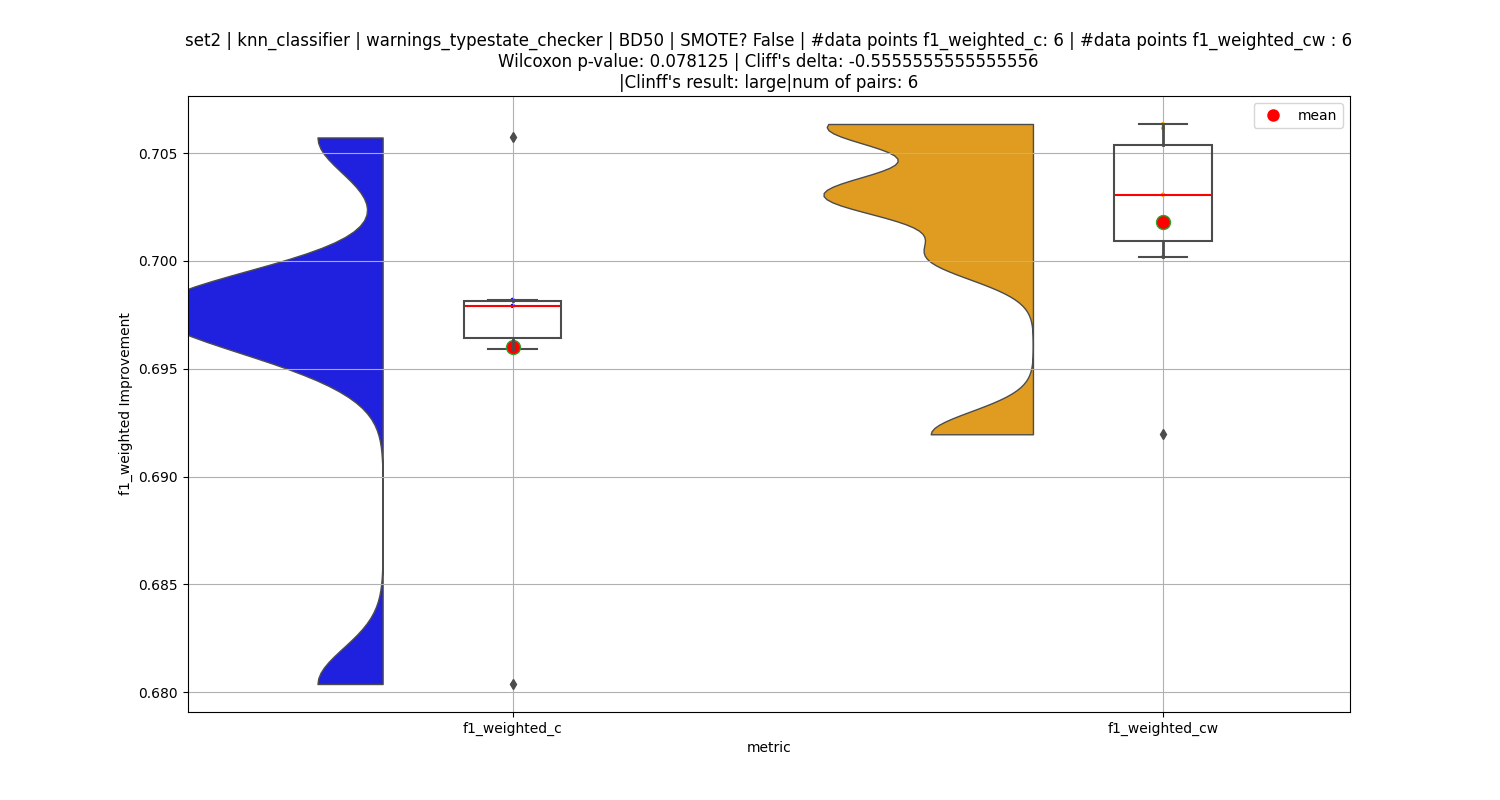 set2 | knn_classifier | warnings_typestate_checker | BD50 | SMOTE? False | #data points f1_weighted_c: 6 | #data points f1_weighted_cw : 6
Wilcoxon p-value: 0.078125 | Cliff's delta: -0.5555555555555556
|Clinff's result: large|num of pairs: 6
mean
0.705
0.700
0.695
0.690
0.685
0.680
f1_weighted Improvement
f1_weighted_c
f1_weighted_cw
metric